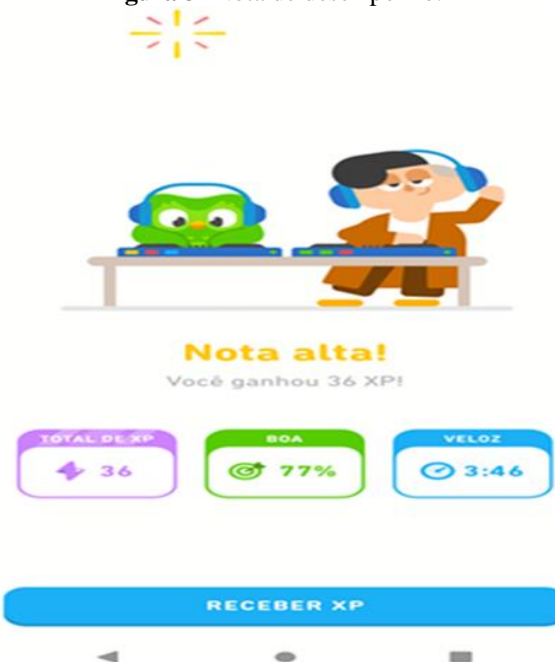 Nota alta!
Você ganhou 36 XP!
TOTAL DE XP
BOA
VELOZ
36
77%
3:46
RECEBER XP